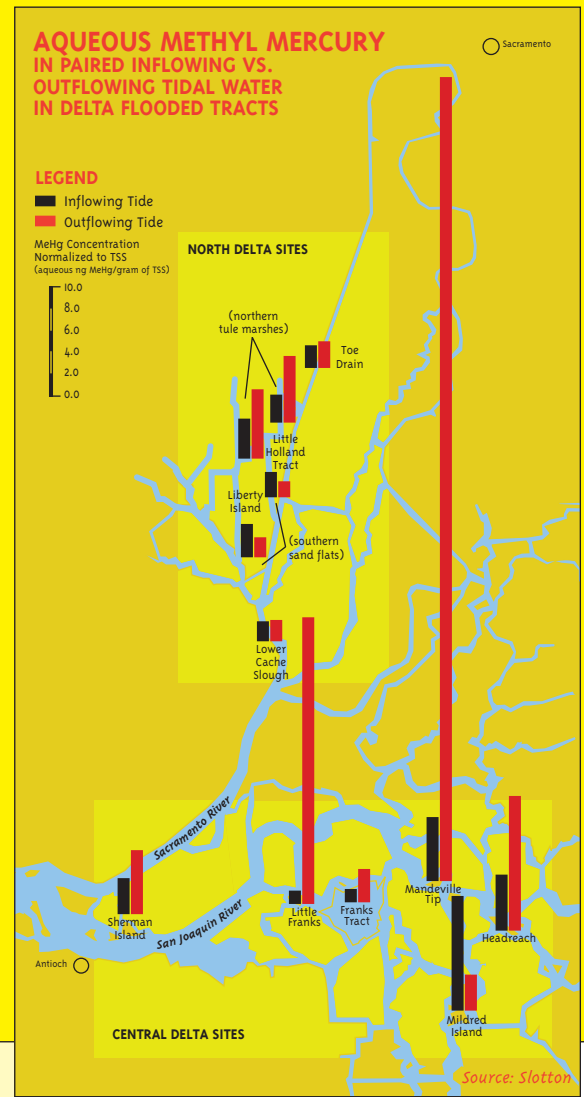 AQUEOUS METHYL MERCURY
IN PAIRED INFLOWING VS.
OUTFLOWING TIDAL WATER
IN DELTA FLOODED TRACTS
Sacramento
LEGEND
Inflowing Tide
Outflowing Tide
MeHg Concentration
Normalized to TSS
(aqueous ng MeHg/gram of TSS)
10.0
8.0
6.0
4.0
2.0
0.0
NORTH DELTA SITES
(northern
tule marshes)
Toe
Drain
Little
Holland
Tract
Liberty
Island
(southern
sand flats)
Lower
Cache
Slough
Sacramento River
San Joaquin River
Sherman
Island
Antioch
Little
Franks
Franks
Tract
Mandeville
Tip
Headreach
Mildred
Island
CENTRAL DELTA SITES
Source: Slotton